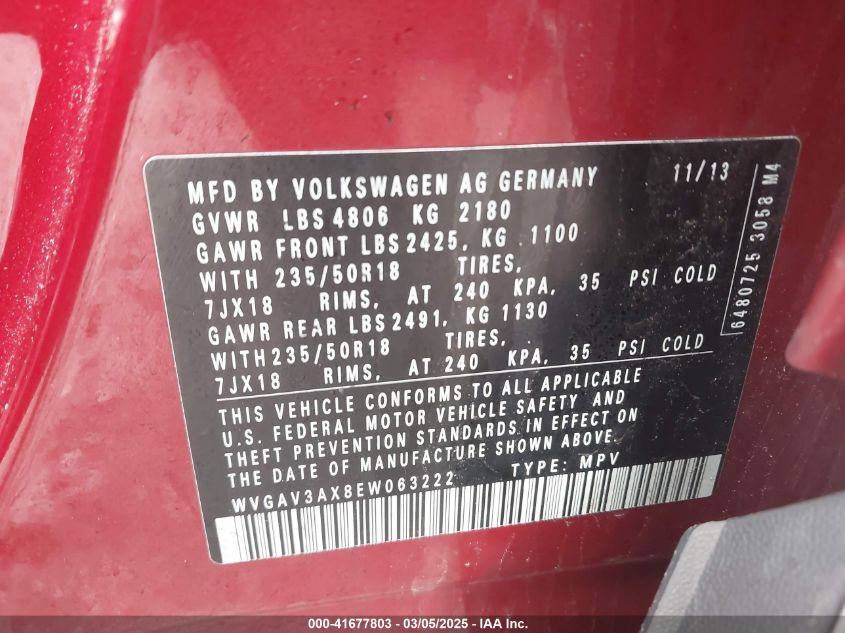 MFD BY VOLKSWAGEN AG GERMANY 11/13
GVWR LBS 4806 KG 2180
GAWR FRONT LBS 2425, KG 1100
WITH 235/50R18 TIRES,
7JX18 RIMS, AT 240 KPA, 35 PSI COLD
GAWR REAR LBS 2491, KG 1130
WITH 235/50R18 TIRES,
7JX18 RIMS, AT 240 KPA, 35 PSI COLD
THIS VEHICLE CONFORMS TO ALL APPLICABLE
U.S. FEDERAL MOTOR VEHICLE SAFETY AND
THEFT PREVENTION STANDARDS IN EFFECT ON
THE DATE OF MANUFACTURE SHOWN ABOVE.
WVGAV3AX8EW063222 TYPE: MPV
6480725 3058 M4
000-41677803 - 03/05/2025 - IAA Inc.